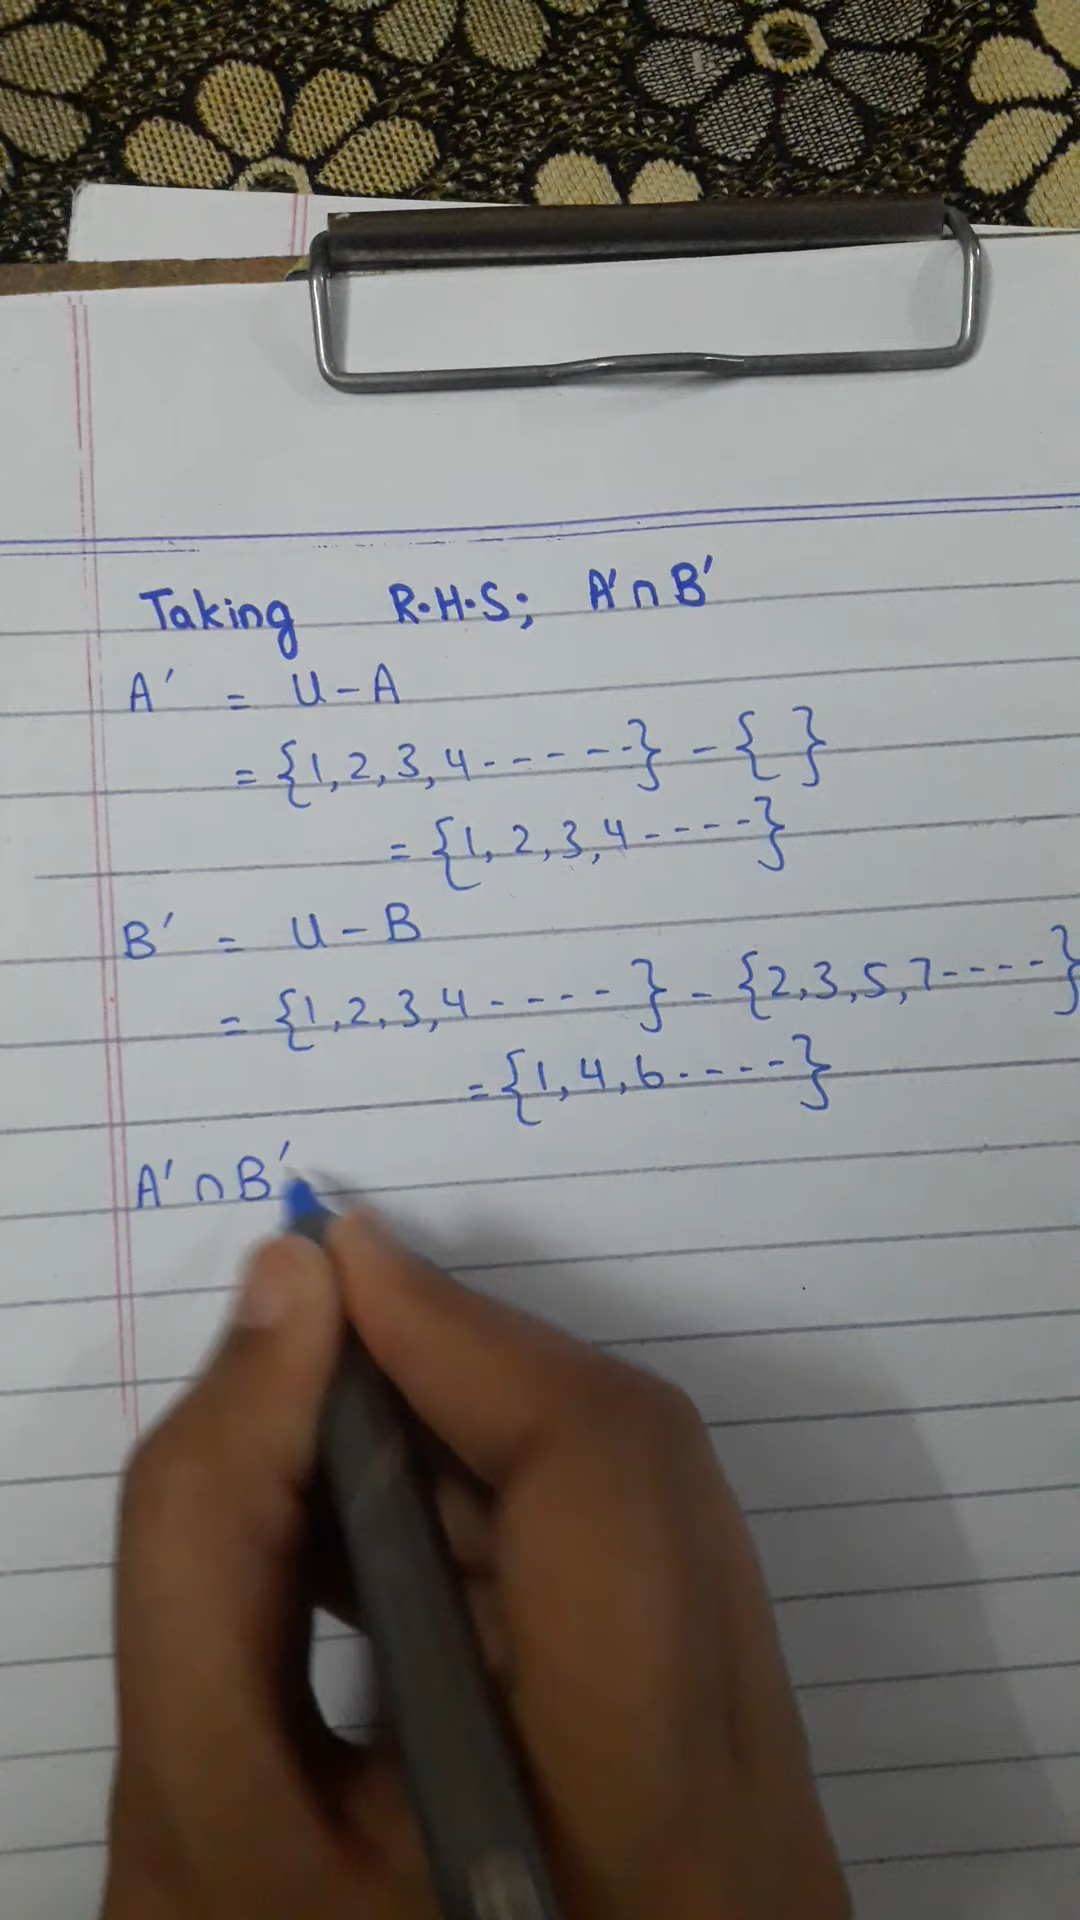 Taking R.H.S; A'∩B'
A' = U-A
= {1,2,3,4------} - { }
= {1,2,3,4----}
B' = U-B
= {1,2,3,4-----} - {2,3,5,7----}
= {1,4,6-----}
A'∩B'